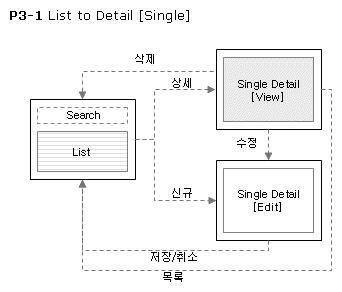 P3-1 List to Detail [Single]
삭제
상세
Single Detail
[View]
Search
List
수정
신규
Single Detail
[Edit]
저장/취소
목록